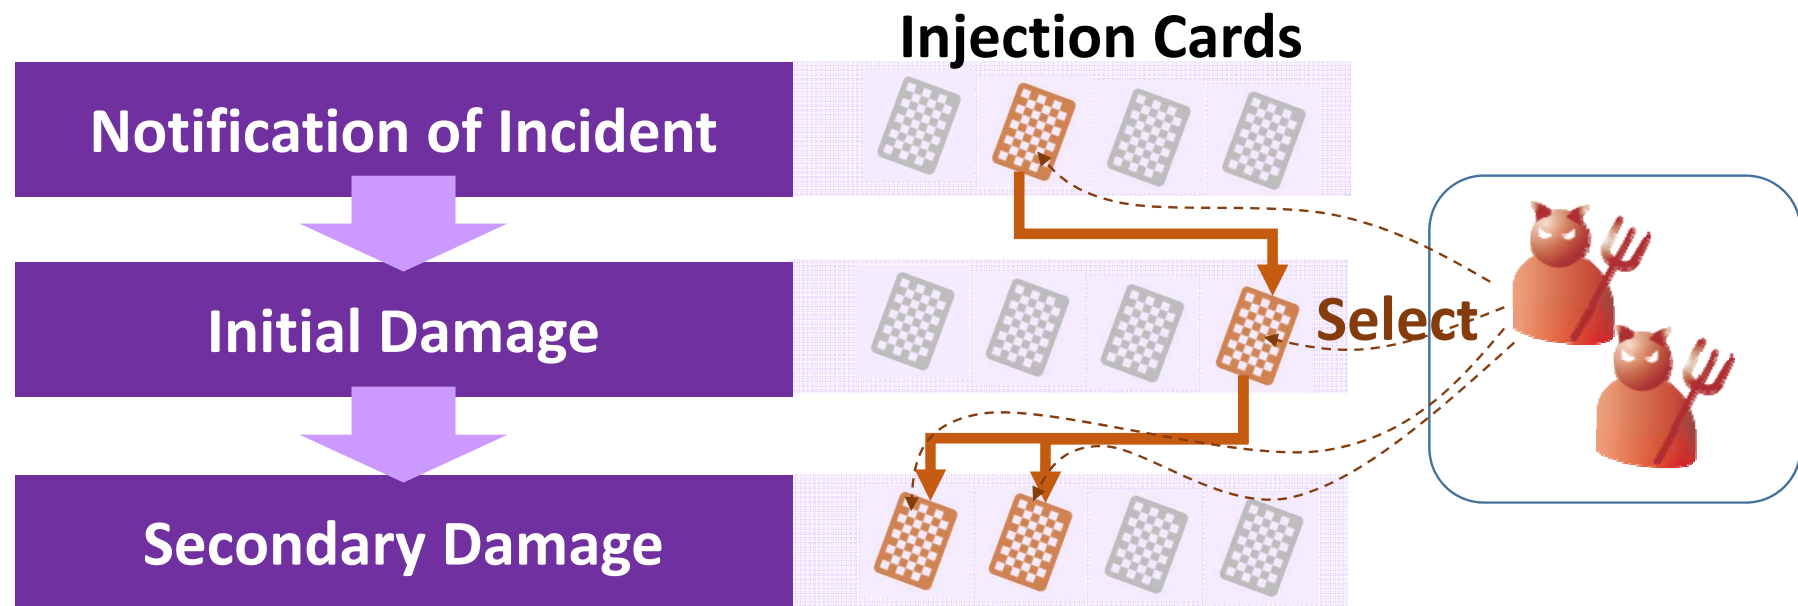 Injection Cards
Notification of Incident
Initial Damage
Select
Secondary Damage